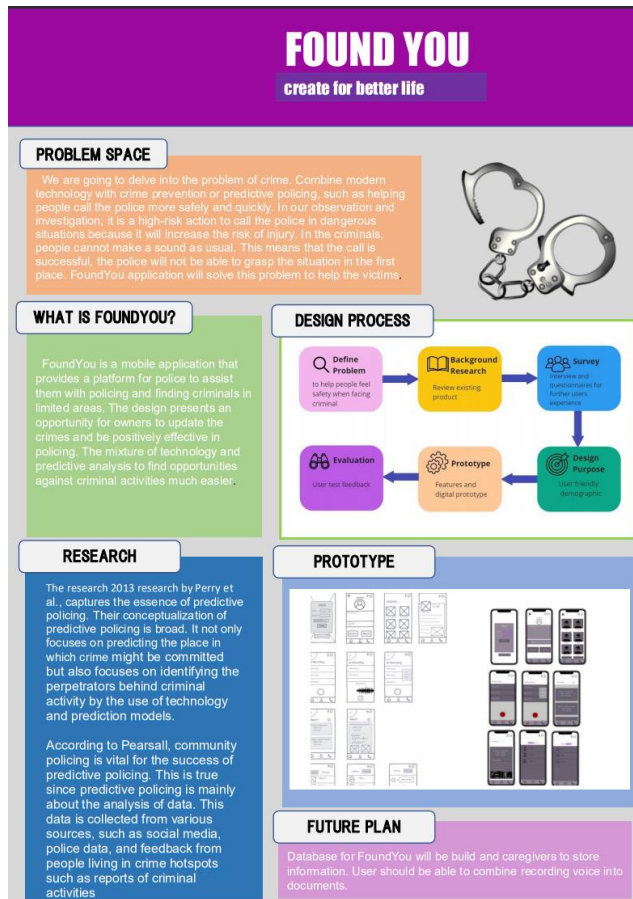 FOUND YOU
create for better life
PROBLEM SPACE
We are going to delve into the problem of crime. Combine modern
technology with crime prevention or predictive policing, such as helping
people call the police more safely and quickly. In our observation and
investigation, it is a high-risk action to call the police in dangerous
situations because it will increase the risk of injury. In the criminals,
people cannot make a sound as usual. This means that the call is
successful, the police will not be able to grasp the situation in the first
place. FoundYou application will solve this problem to help the victims.
WHAT IS FOUNDYOU?
FoundYou is a mobile application that
provides a platform for police to assist
them with policing and finding criminals in
limited areas. The design presents an
opportunity for owners to update the
crimes and be positively effective in
policing. The mixture of technology and
predictive analysis to find opportunities
against criminal activities much easier.
DESIGN PROCESS
Define
Problem
to help people feel
safety when facing
criminal
Background
Research
Review existing
product
Survey
Interview and
questionnaires for
further users
experience
Design
Purpose
User friendly
demographic
Prototype
Features and
digital prototype
Evaluation
User test feedback
RESEARCH
The research 2013 research by Perry et
al., captures the essence of predictive
policing. Their conceptualization of
predictive policing is broad. It not only
focuses on predicting the place in
which crime might be committed
but also focuses on identifying the
perpetrators behind criminal
activity by the use of technology
and prediction models.
According to Pearsall, community
policing is vital for the success of
predictive policing. This is true
since predictive policing is mainly
about the analysis of data. This
data is collected from various
sources, such as social media,
police data, and feedback from
people living in crime hotspots
such as reports of criminal
activities
PROTOTYPE
FUTURE PLAN
Database for FoundYou will be build and caregivers to store
information. User should be able to combine recording voice into
documents.